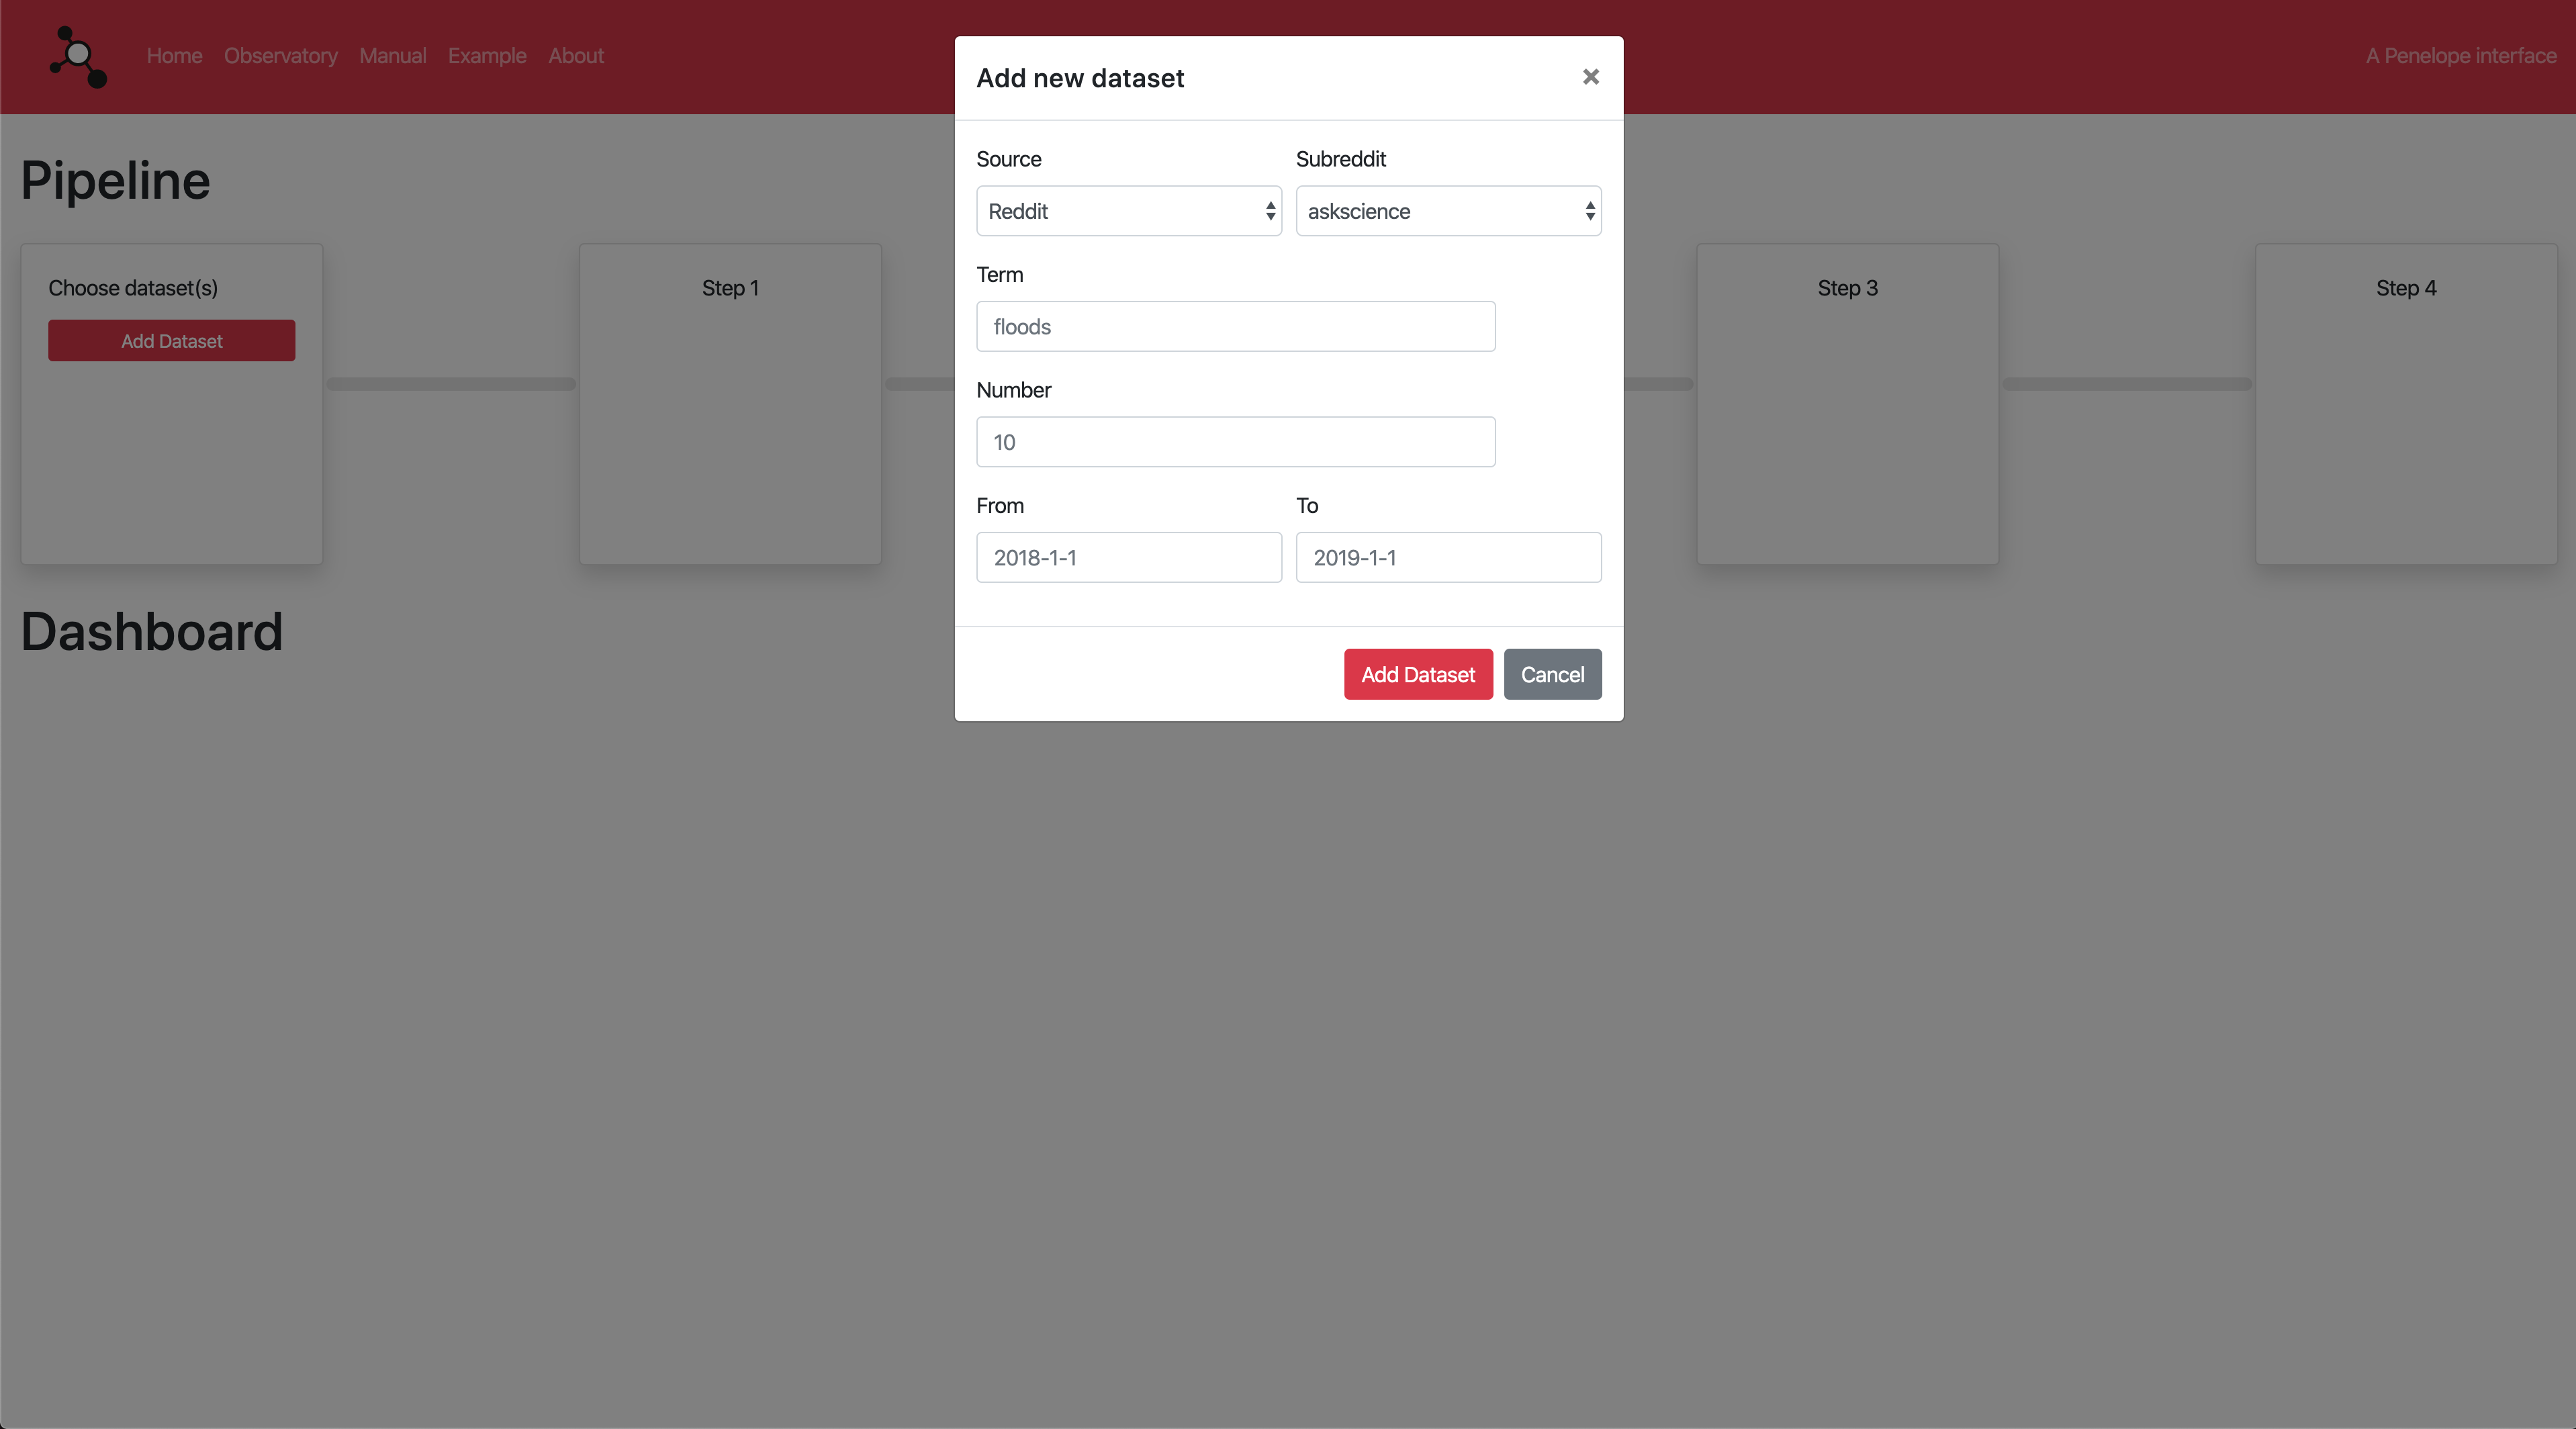 Home Observatory Manual Example About
A Penelope interface
Pipeline
Choose dataset(s)
Add Dataset
Step 1
Step 3
Step 4
Dashboard
Add new dataset ×
Source Subreddit
Reddit askscience
Term
floods
Number
10
From To
2018-1-1 2019-1-1
Add Dataset Cancel